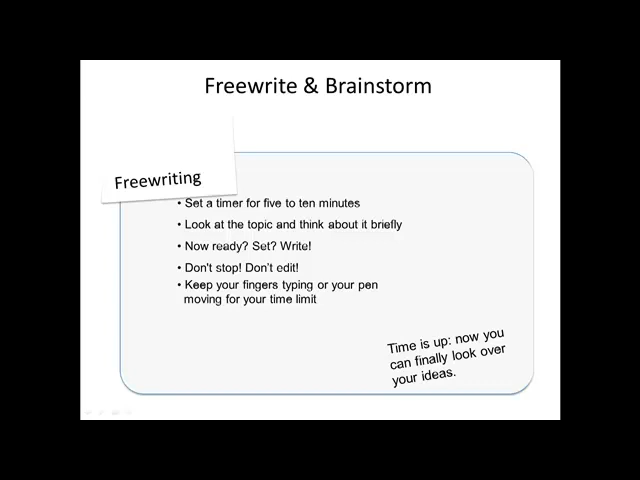 Freewrite & Brainstorm
Freewriting
• Set a timer for five to ten minutes
• Look at the topic and think about it briefly
• Now ready? Set? Write!
• Don't stop! Don't edit!
• Keep your fingers typing or your pen
moving for your time limit
Time is up: now you
can finally look over
your ideas.